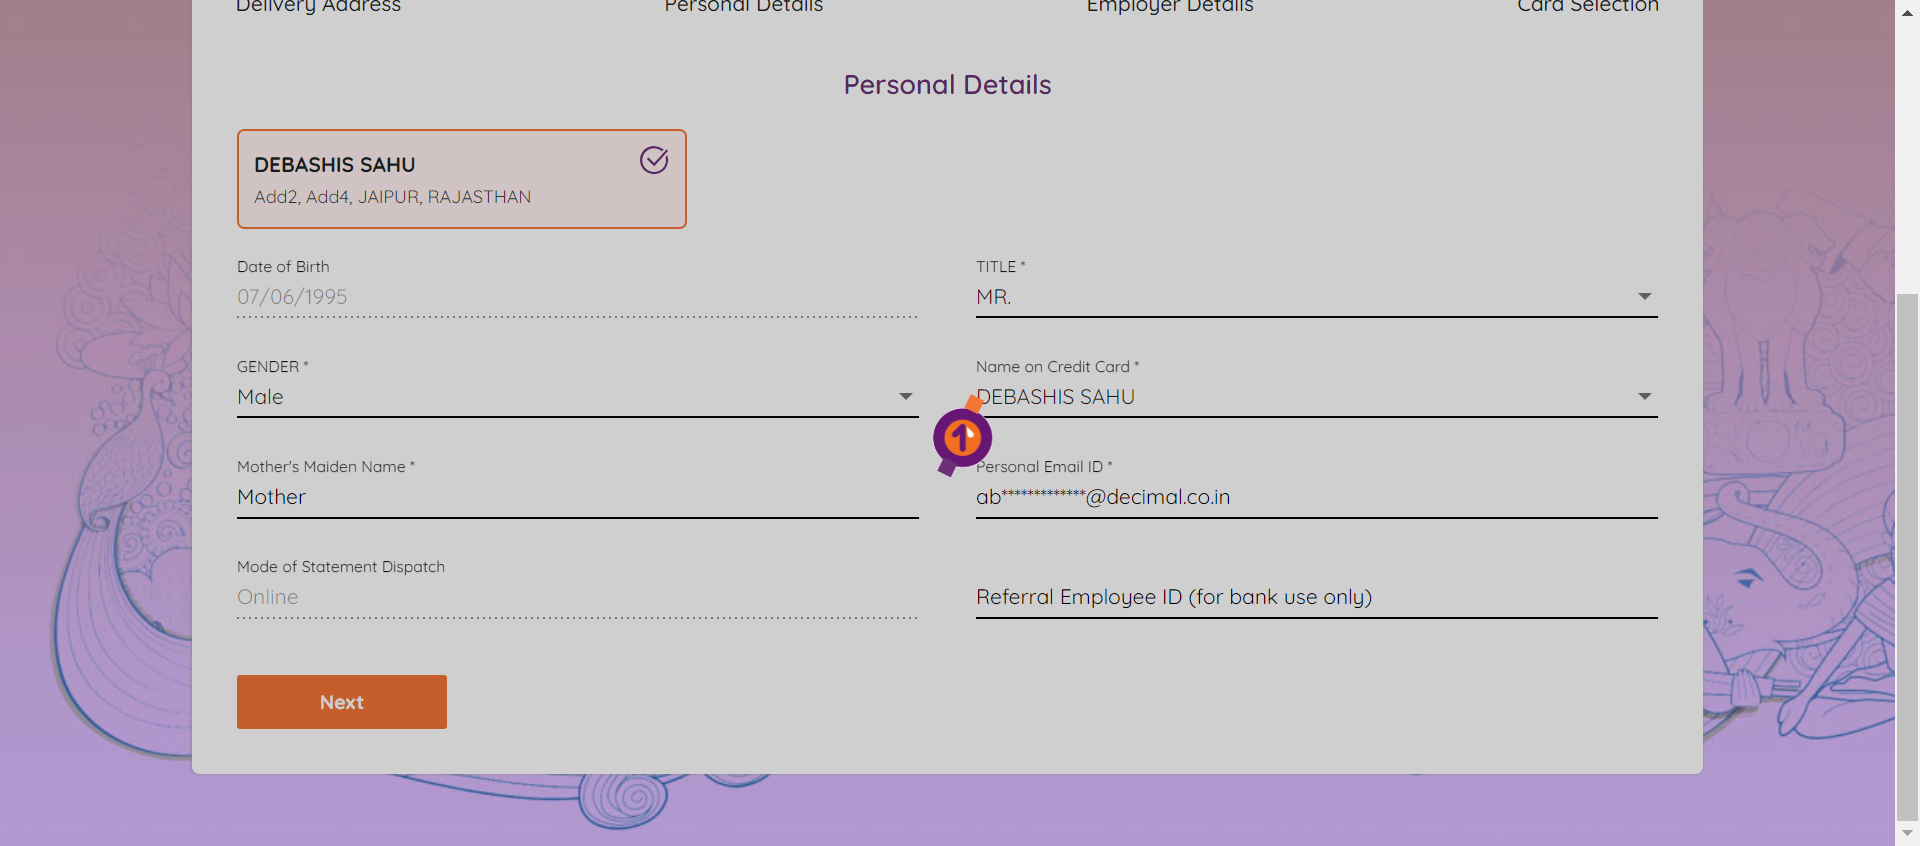 Delivery Address Personal Details Employer Details Card Selection
Personal Details
DEBASHIS SAHU
Add2, Add4, JAIPUR, RAJASTHAN
Date of Birth TITLE *
07/06/1995 MR.
GENDER * Name on Credit Card *
Male DEBASHIS SAHU
Mother's Maiden Name * Personal Email ID *
Mother ab*************@decimal.co.in
Mode of Statement Dispatch
Online Referral Employee ID (for bank use only)
Next